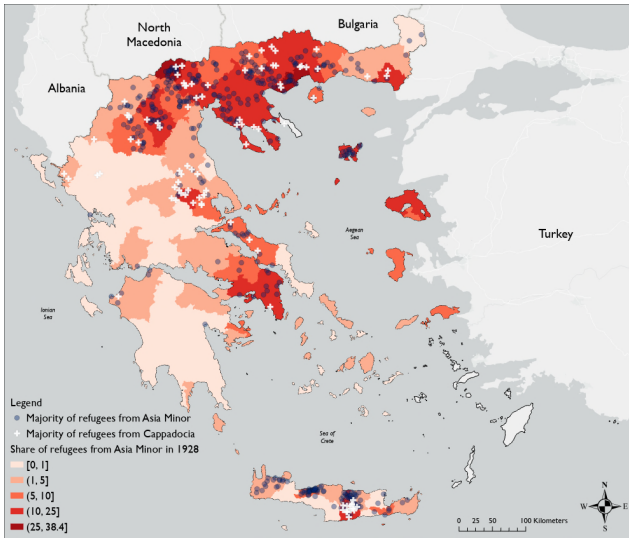 North
Macedonia
Bulgaria
Albania
Aegean
Sea
Turkey
Ionian
Sea
Sea of
Crete
Legend
Majority of refugees from Asia Minor
Majority of refugees from Cappadocia
Share of refugees from Asia Minor in 1928
[0, 1]
(1, 5]
(5, 10]
(10, 25]
(25, 38.4]
N
W E
S
0 25 50 100 Kilometers